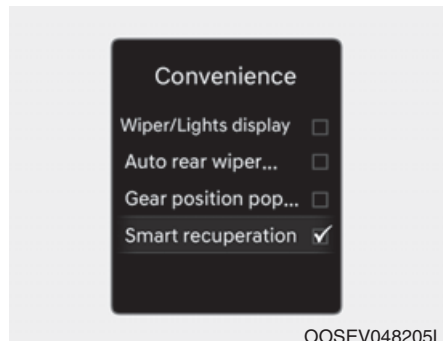 Convenience
Wiper/Lights display
Auto rear wiper...
Gear position pop...
Smart recuperation
OOSEV048205L